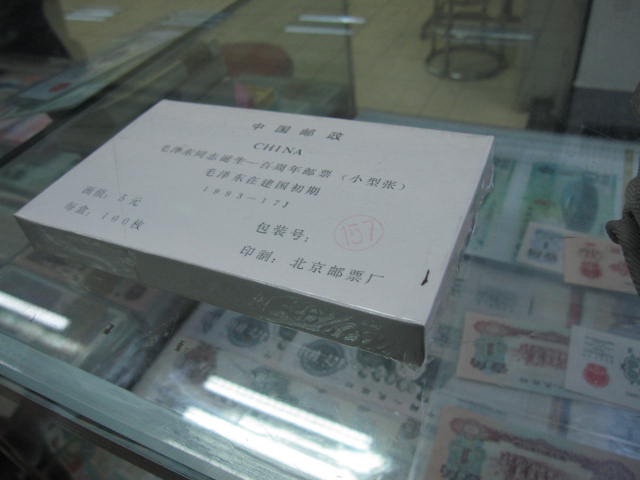 中国邮政
CHINA
毛泽东同志诞生一百周年邮票（小型张）
毛泽东在建国初期
1993-17J
面值：5元
每盒：100枚
包装号：157
印刷：北京邮票厂